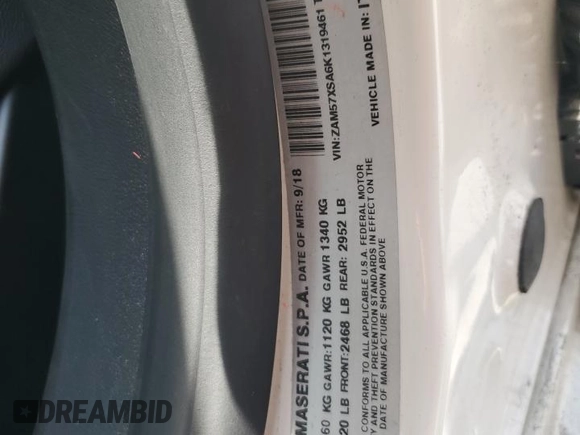 MASERATI S.P.A. DATE OF MFR: 9/18
60 KG GAWR:1120 KG GAWR 1340 KG
20 LB FRONT:2468 LB REAR: 2952 LB
CONFORMS TO ALL APPLICABLE U.S.A. FEDERAL MOTOR
Y AND THEFT PREVENTION STANDARDS IN EFFECT ON THE
DATE OF MANUFACTURE SHOWN ABOVE
VIN:ZAM57XSA6K1319461
VEHICLE MADE IN:
DREAMBID